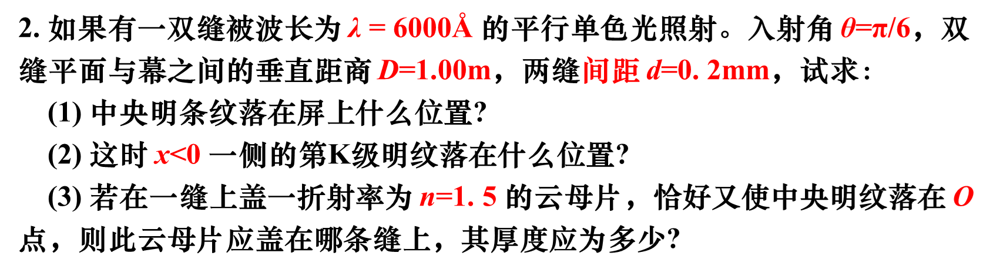 2. 如果有一双缝被波长为 λ = 6000Å 的平行单色光照射。入射角 θ=π/6，双
缝平面与幕之间的垂直距商 D=1.00m，两缝间距 d=0. 2mm，试求：
(1) 中央明条纹落在屏上什么位置?
(2) 这时 x<0 一侧的第K级明纹落在什么位置?
(3) 若在一缝上盖一折射率为 n=1. 5 的云母片，恰好又使中央明纹落在 O
点，则此云母片应盖在哪条缝上，其厚度应为多少?